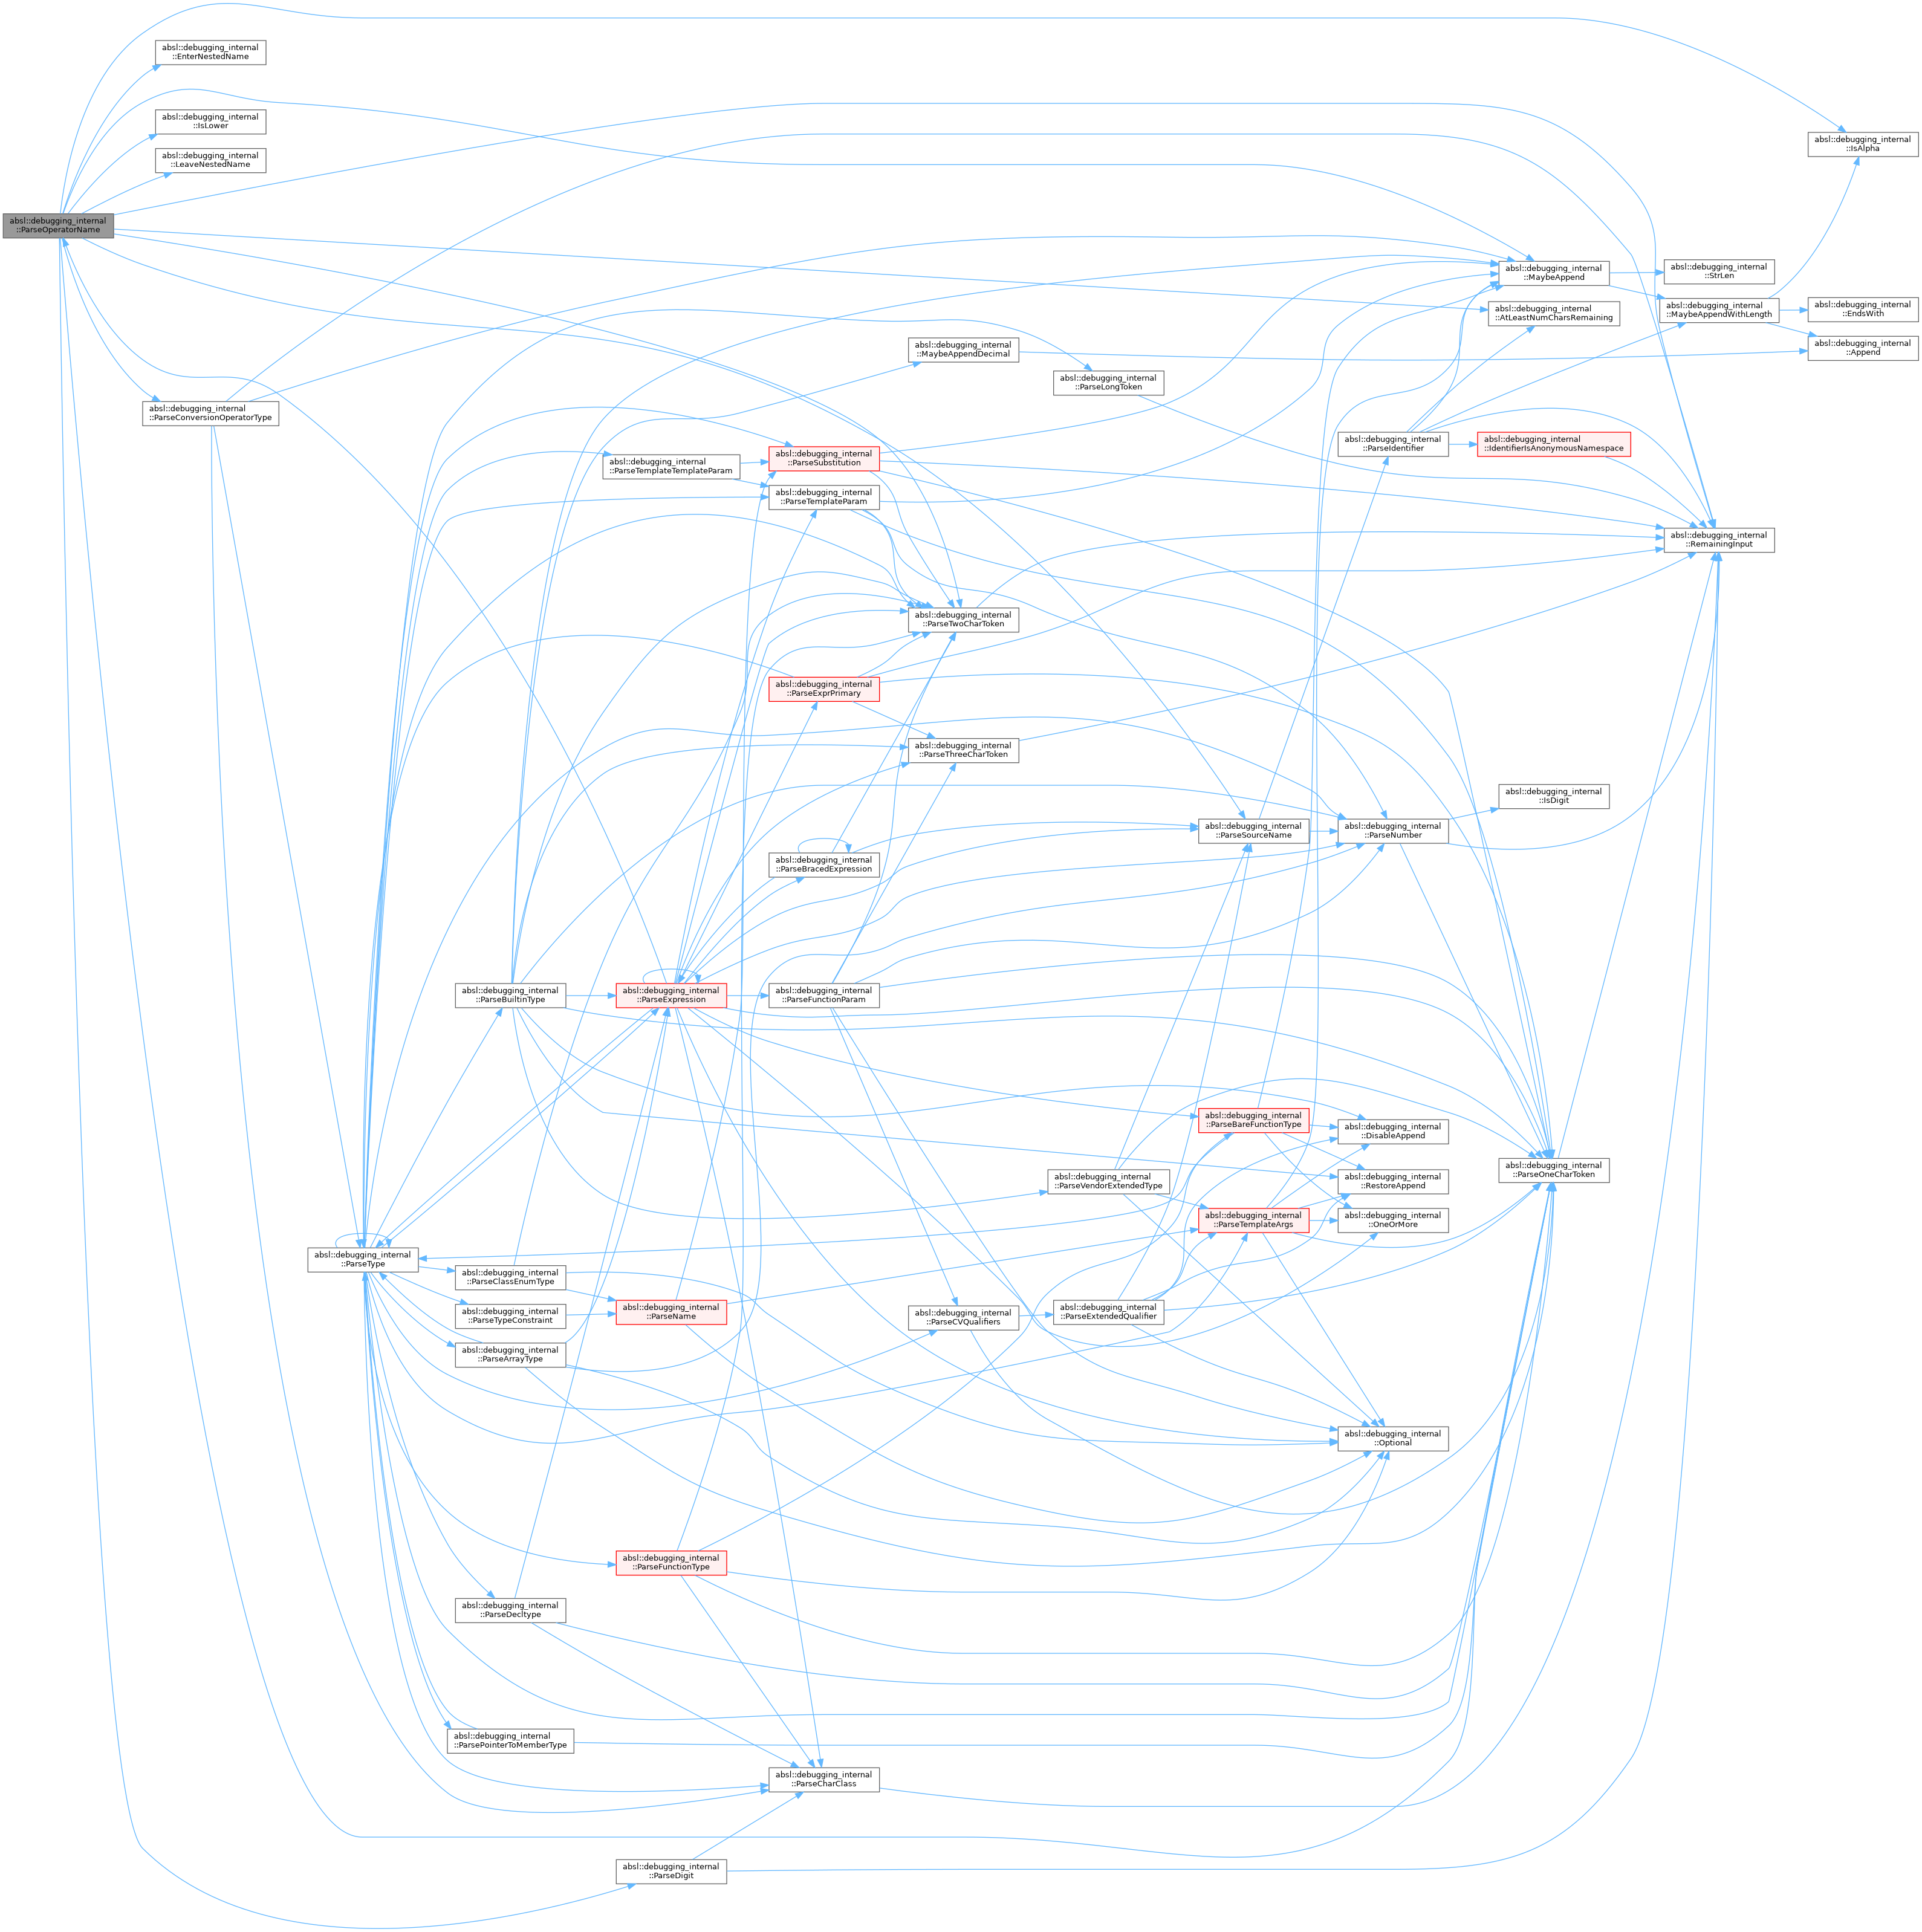 absl::debugging_internal
::ParseOperatorName
absl::debugging_internal
::EnterNestedName
absl::debugging_internal
::IsLower
absl::debugging_internal
::LeaveNestedName
absl::debugging_internal
::ParseConversionOperatorType
absl::debugging_internal
::IsAlpha
absl::debugging_internal
::MaybeAppend
absl::debugging_internal
::StrLen
absl::debugging_internal
::AtLeastNumCharsRemaining
absl::debugging_internal
::MaybeAppendWithLength
absl::debugging_internal
::EndsWith
absl::debugging_internal
::Append
absl::debugging_internal
::MaybeAppendDecimal
absl::debugging_internal
::ParseLongToken
absl::debugging_internal
::ParseIdentifier
absl::debugging_internal
::IdentifierIsAnonymousNamespace
absl::debugging_internal
::ParseTemplateTemplateParam
absl::debugging_internal
::ParseSubstitution
absl::debugging_internal
::ParseTemplateParam
absl::debugging_internal
::RemainingInput
absl::debugging_internal
::ParseTwoCharToken
absl::debugging_internal
::ParseExprPrimary
absl::debugging_internal
::ParseThreeCharToken
absl::debugging_internal
::IsDigit
absl::debugging_internal
::ParseSourceName
absl::debugging_internal
::ParseNumber
absl::debugging_internal
::ParseBracedExpression
absl::debugging_internal
::ParseBuiltinType
absl::debugging_internal
::ParseExpression
absl::debugging_internal
::ParseFunctionParam
absl::debugging_internal
::ParseBareFunctionType
absl::debugging_internal
::DisableAppend
absl::debugging_internal
::ParseVendorExtendedType
absl::debugging_internal
::RestoreAppend
absl::debugging_internal
::ParseOneCharToken
absl::debugging_internal
::ParseTemplateArgs
absl::debugging_internal
::OneOrMore
absl::debugging_internal
::ParseType
absl::debugging_internal
::ParseClassEnumType
absl::debugging_internal
::ParseTypeConstraint
absl::debugging_internal
::ParseName
absl::debugging_internal
::ParseCVQualifiers
absl::debugging_internal
::ParseExtendedQualifier
absl::debugging_internal
::ParseArrayType
absl::debugging_internal
::Optional
absl::debugging_internal
::ParseFunctionType
absl::debugging_internal
::ParseDecltype
absl::debugging_internal
::ParsePointerToMemberType
absl::debugging_internal
::ParseCharClass
absl::debugging_internal
::ParseDigit